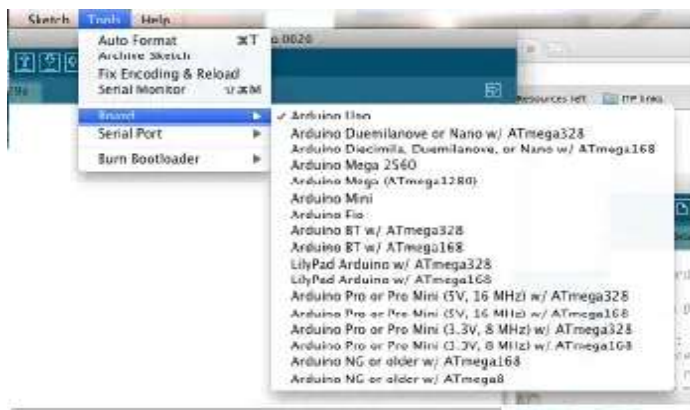 Sketch Tools Help
0020
Auto Format ⌘T
Archive Sketch
Fix Encoding & Reload
Serial Monitor ⇧⌘M
Board
Serial Port
Burn Bootloader
Resources left ITP links
✓ Arduino Uno
Arduino Duemilanove or Nano w/ ATmega328
Arduino Diecimila, Duemilanove, or Nano w/ ATmega168
Arduino Mega 2560
Arduino Mega (ATmega1280)
Arduino Mini
Arduino Fio
Arduino BT w/ ATmega328
Arduino BT w/ ATmega168
LilyPad Arduino w/ ATmega328
LilyPad Arduino w/ ATmega168
Arduino Pro or Pro Mini (5V, 16 MHz) w/ ATmega328
Arduino Pro or Pro Mini (5V, 16 MHz) w/ ATmega168
Arduino Pro or Pro Mini (3.3V, 8 MHz) w/ ATmega328
Arduino Pro or Pro Mini (3.3V, 8 MHz) w/ ATmega168
Arduino NG or older w/ ATmega168
Arduino NG or older w/ ATmega8